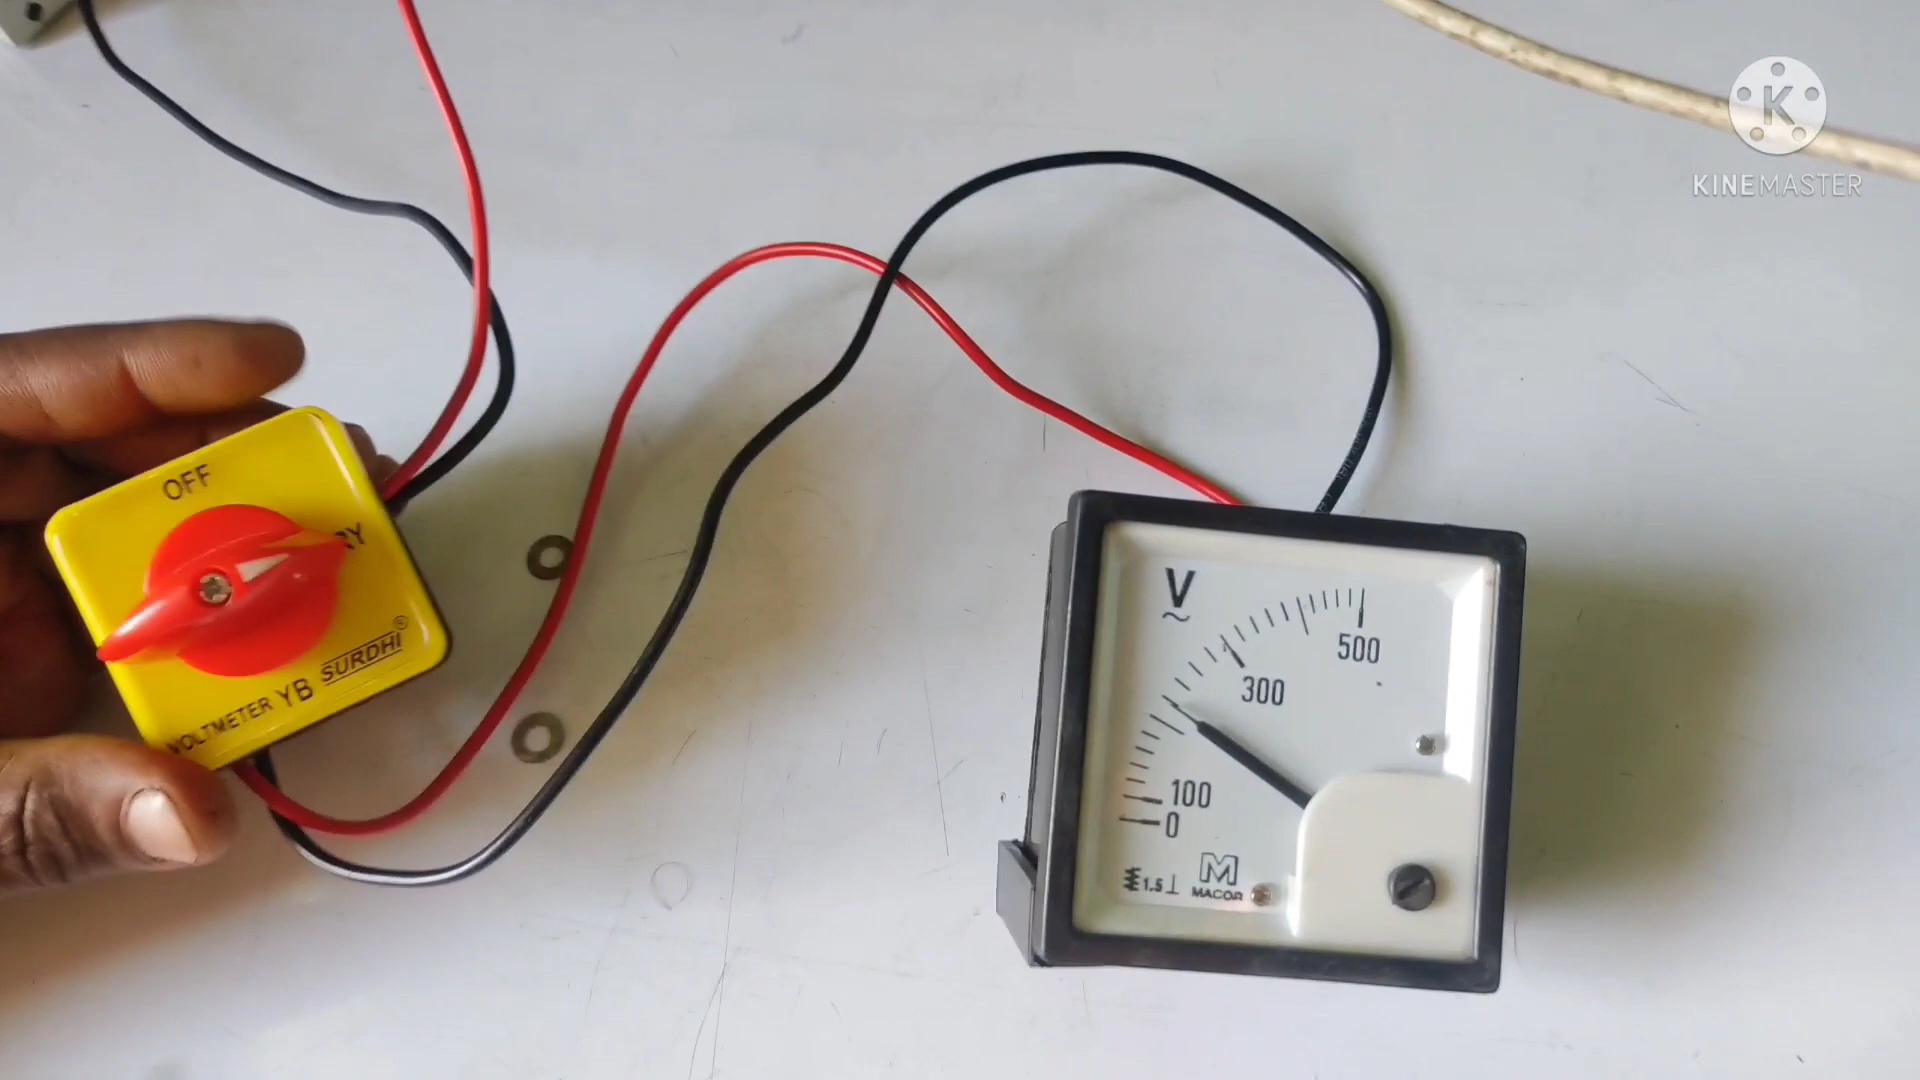 K
KINEMASTER
OFF
RY
VOLTMETER YB SURDHI®
V
~
500
300
100
0
1.5
M
MACOR